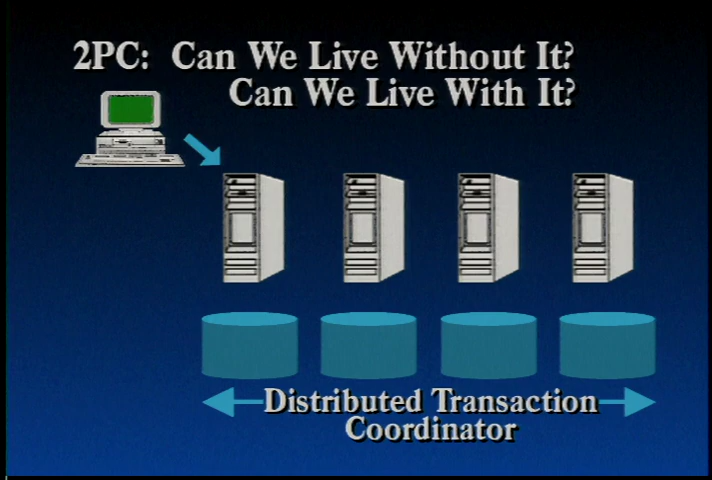 2PC: Can We Live Without It?
Can We Live With It?
Distributed Transaction
Coordinator